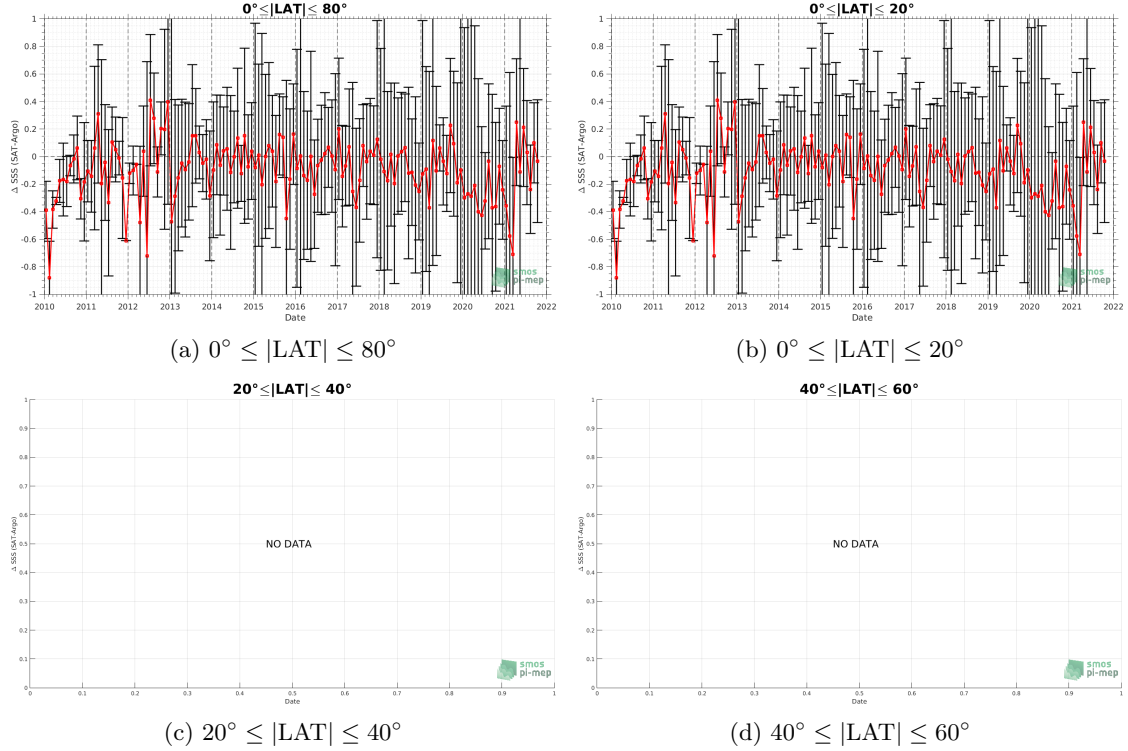 0°≤|LAT|≤ 80°
Δ SSS (SAT-Argo)
1
0.8
0.6
0.4
0.2
0
-0.2
-0.4
-0.6
-0.8
-1
2010 2011 2012 2013 2014 2015 2016 2017 2018 2019 2020 2021 2022
Date
smos
pi-mep
(a) 0° ≤ |LAT| ≤ 80°
0°≤|LAT|≤ 20°
Δ SSS (SAT-Argo)
1
0.8
0.6
0.4
0.2
0
-0.2
-0.4
-0.6
-0.8
-1
2010 2011 2012 2013 2014 2015 2016 2017 2018 2019 2020 2021 2022
Date
smos
pi-mep
(b) 0° ≤ |LAT| ≤ 20°
20°≤|LAT|≤ 40°
Δ SSS (SAT-Argo)
1
0.9
0.8
0.7
0.6
0.5
0.4
0.3
0.2
0.1
0
NO DATA
0 0.1 0.2 0.3 0.4 0.5 0.6 0.7 0.8 0.9 1
Date
smos
pi-mep
(c) 20° ≤ |LAT| ≤ 40°
40°≤|LAT|≤ 60°
Δ SSS (SAT-Argo)
1
0.9
0.8
0.7
0.6
0.5
0.4
0.3
0.2
0.1
0
NO DATA
0 0.1 0.2 0.3 0.4 0.5 0.6 0.7 0.8 0.9 1
Date
smos
pi-mep
(d) 40° ≤ |LAT| ≤ 60°